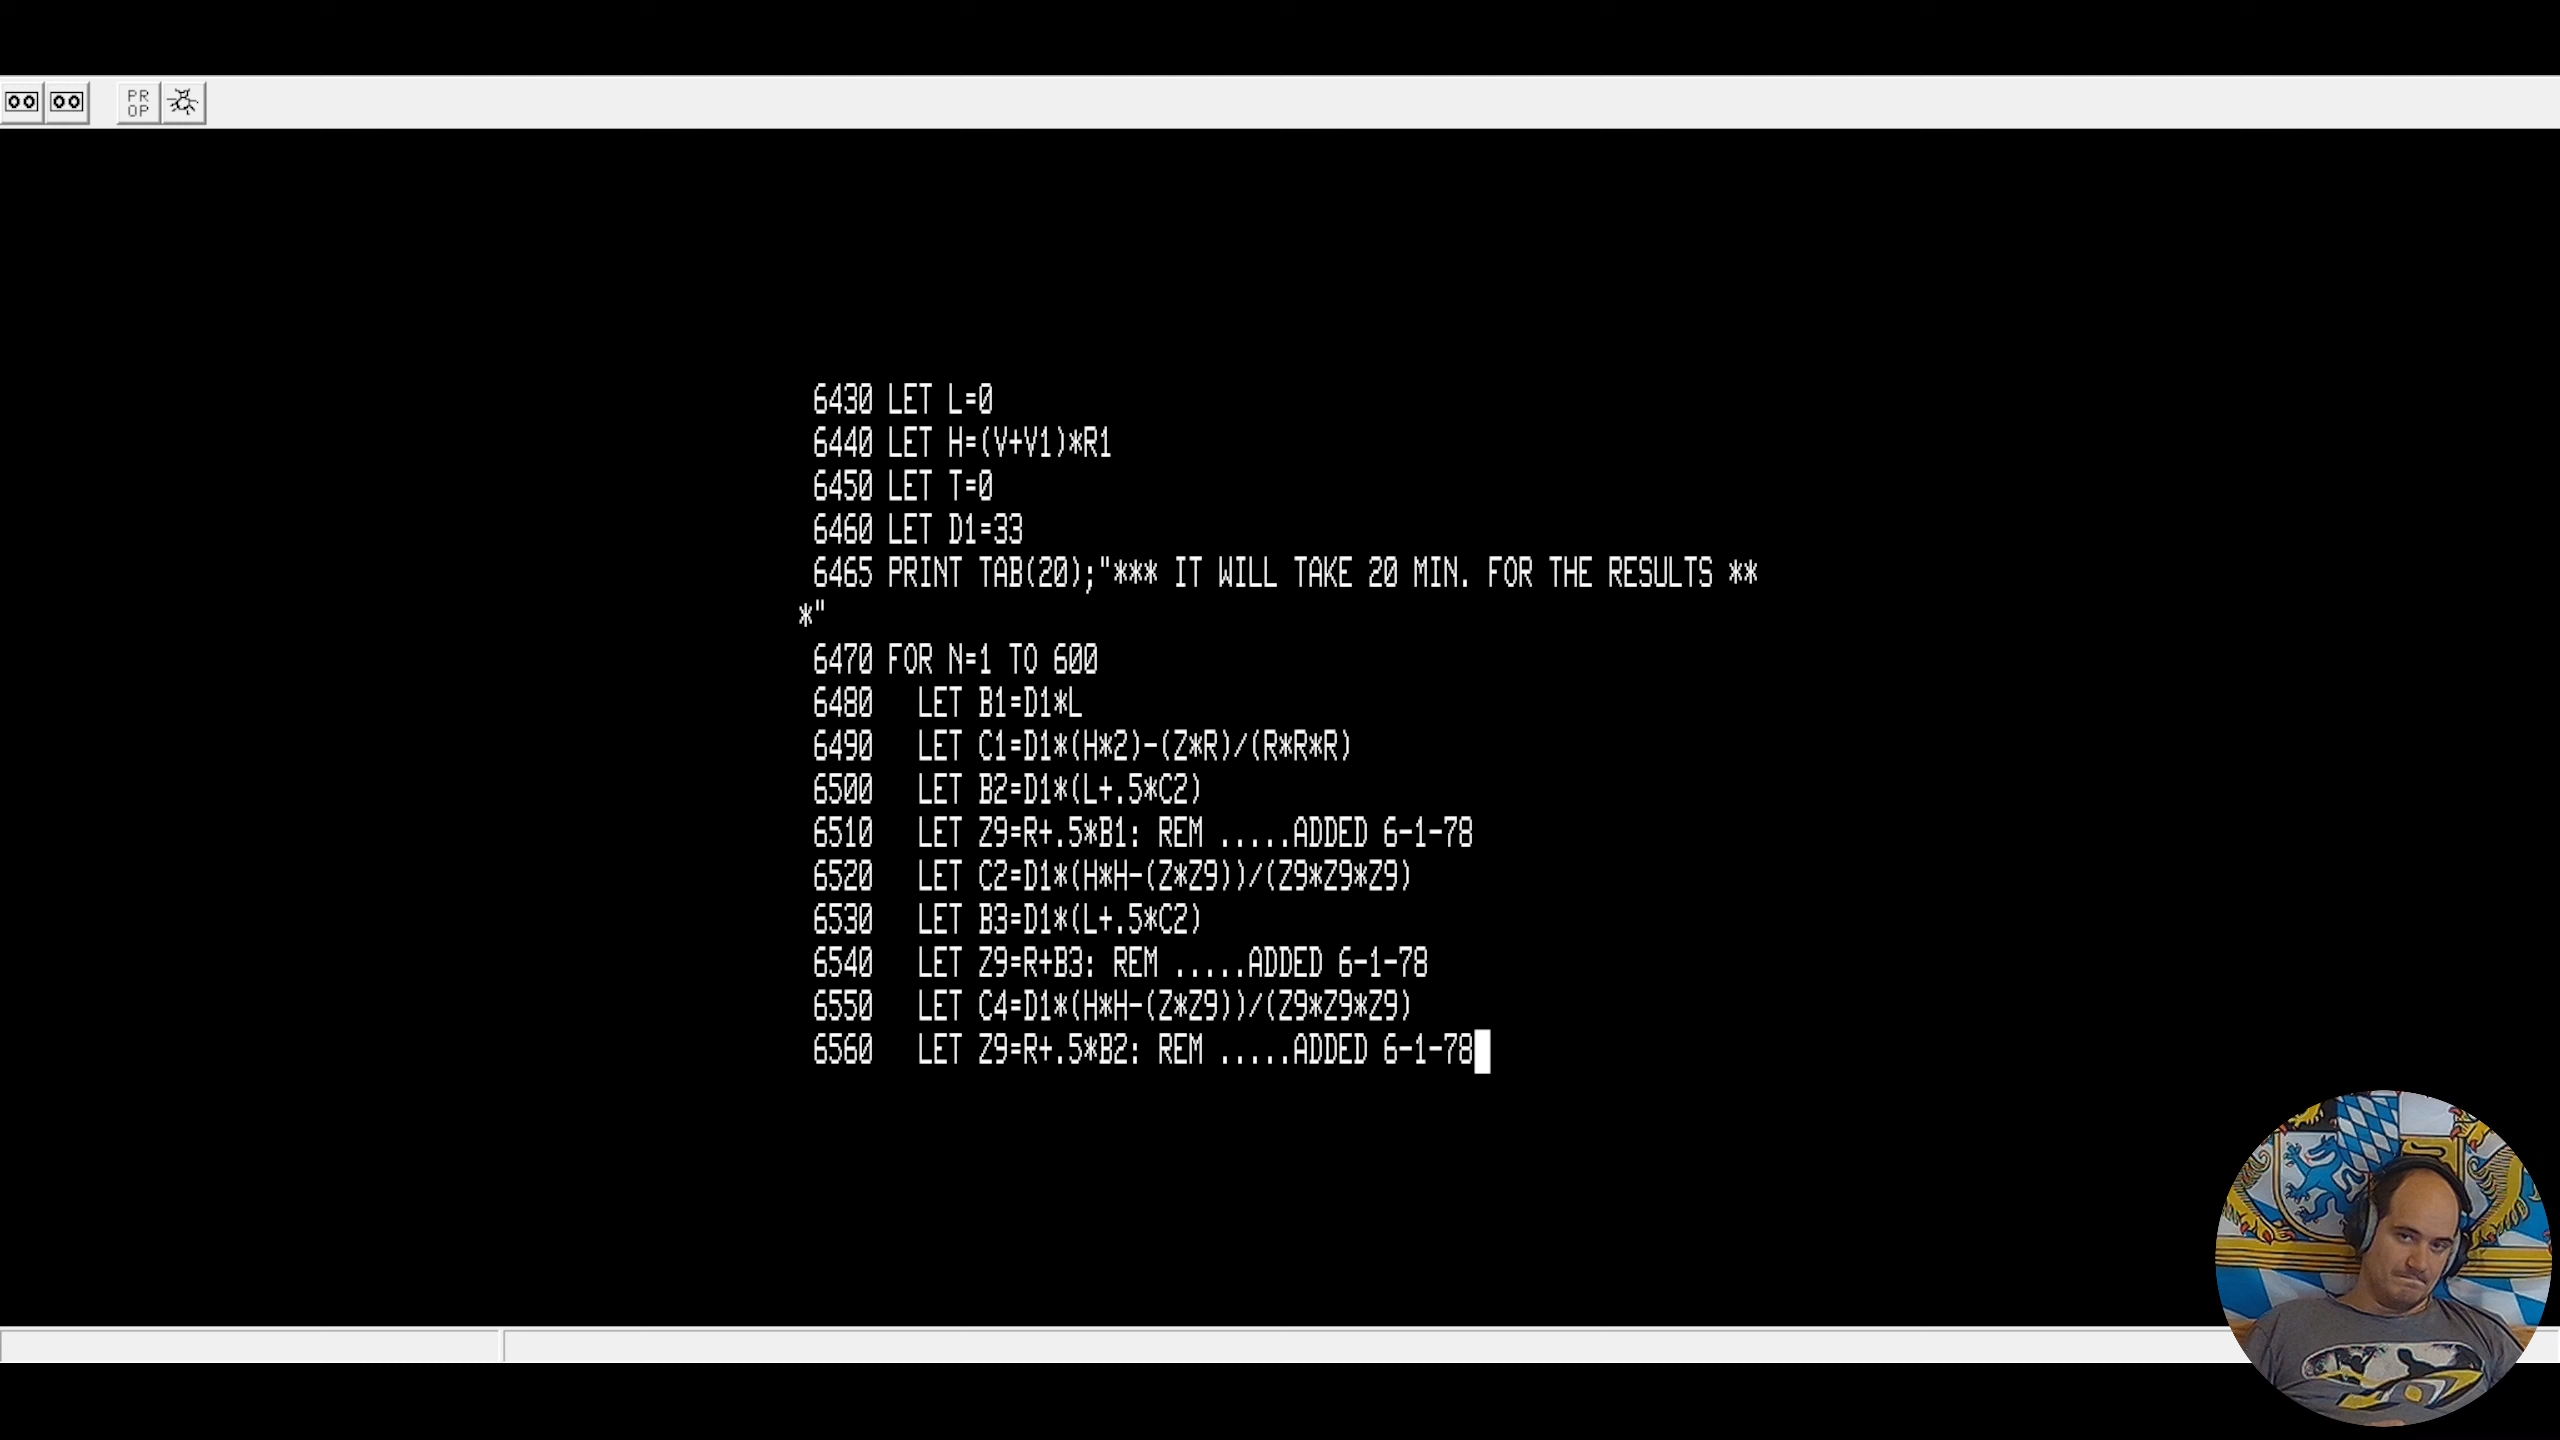 PR
OP
6430 LET L=0
6440 LET H=(V+V1)*R1
6450 LET T=0
6460 LET D1=33
6465 PRINT TAB(20);"*** IT WILL TAKE 20 MIN. FOR THE RESULTS **
*"
6470 FOR N=1 TO 600
6480   LET B1=D1*L
6490   LET C1=D1*(H*2)-(Z*R)/(R*R*R)
6500   LET B2=D1*(L+.5*C2)
6510   LET Z9=R+.5*B1: REM .....ADDED 6-1-78
6520   LET C2=D1*(H*H-(Z*Z9))/(Z9*Z9*Z9)
6530   LET B3=D1*(L+.5*C2)
6540   LET Z9=R+B3: REM .....ADDED 6-1-78
6550   LET C4=D1*(H*H-(Z*Z9))/(Z9*Z9*Z9)
6560   LET Z9=R+.5*B2: REM .....ADDED 6-1-78